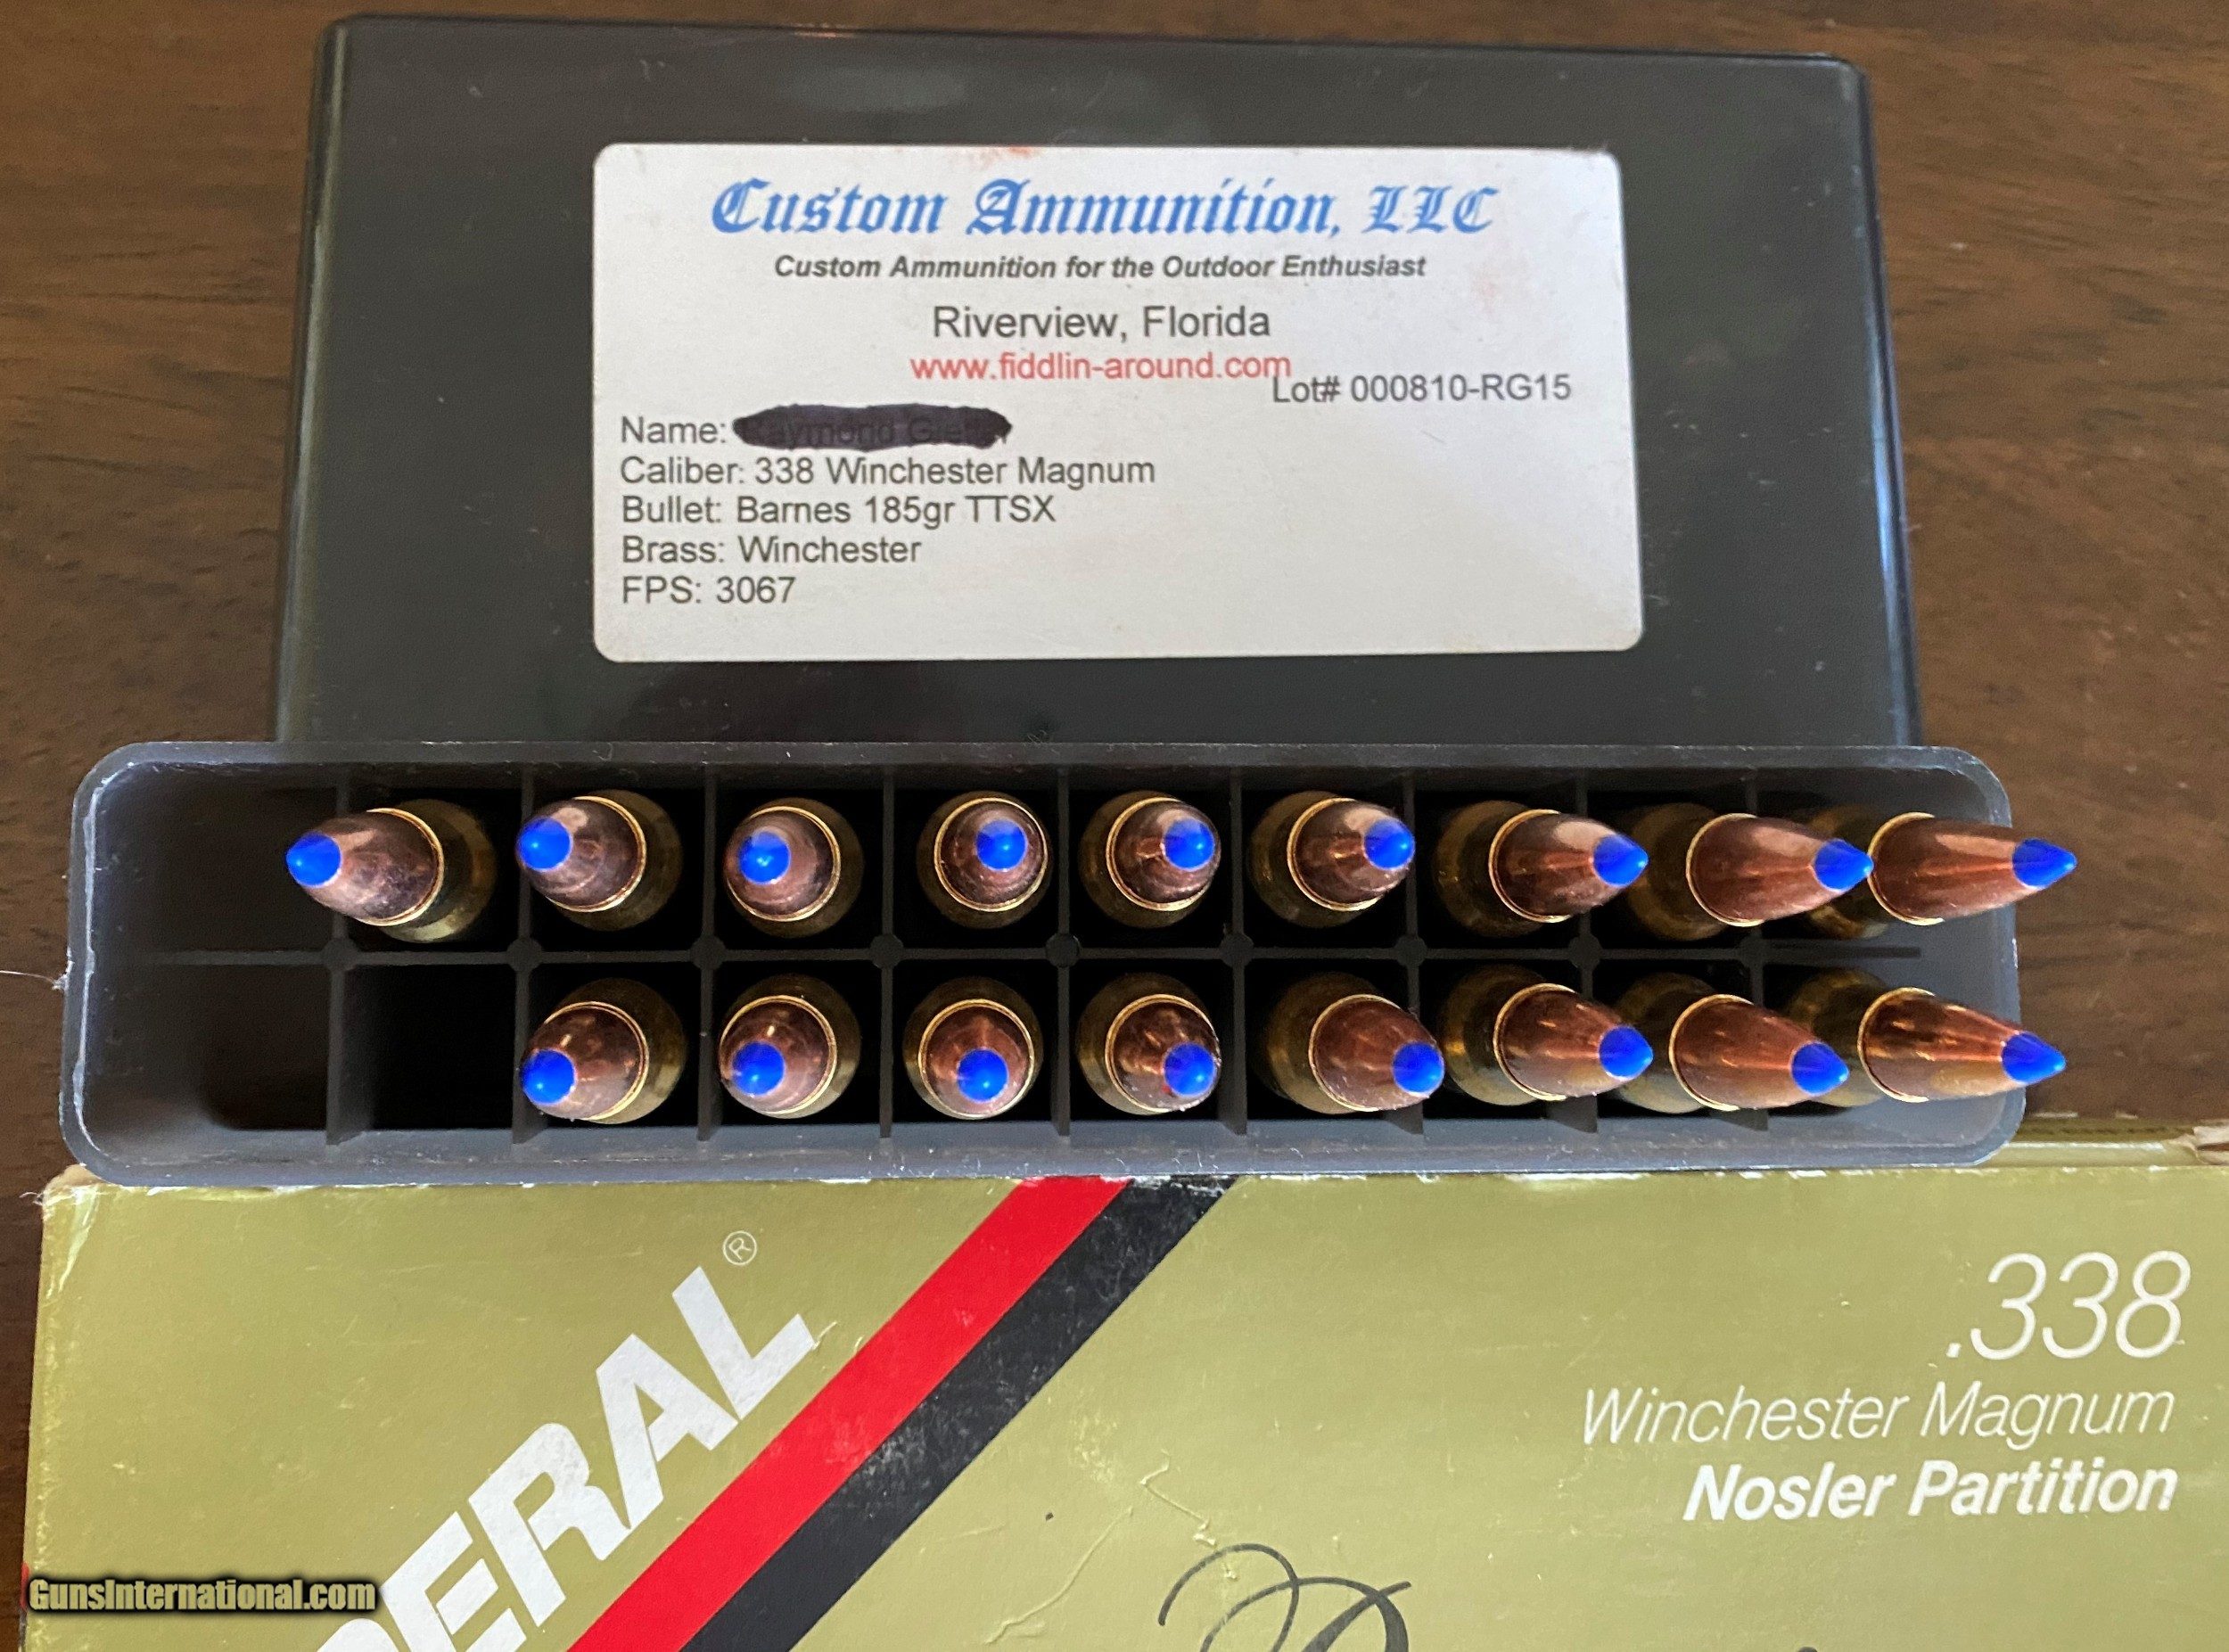 Custom Ammunition, LLC
Custom Ammunition for the Outdoor Enthusiast
Riverview, Florida
www.fiddlin-around.com
Lot# 000810-RG15
Name:
Caliber: 338 Winchester Magnum
Bullet: Barnes 185gr TTSX
Brass: Winchester
FPS: 3067
ERAL®
.338
Winchester Magnum
Nosler Partition
GunsInternational.com